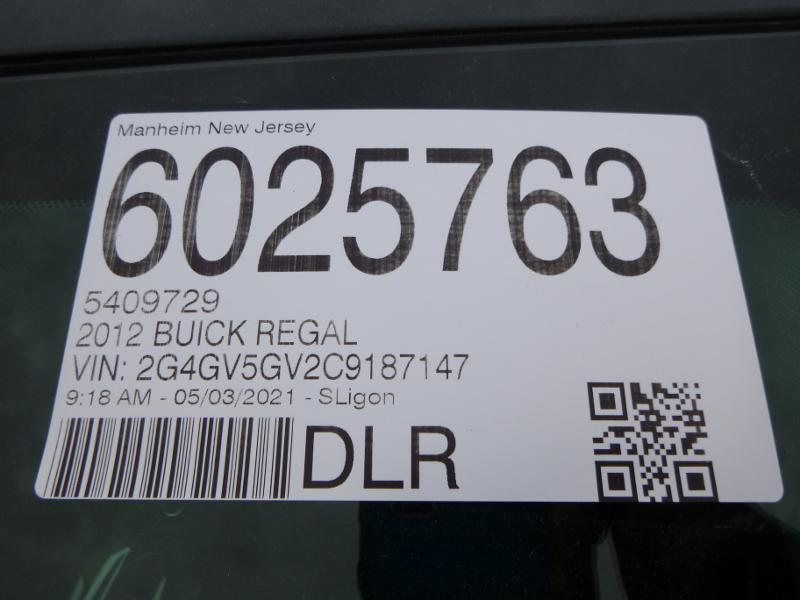 Manheim New Jersey
6025763
5409729
2012 BUICK REGAL
VIN: 2G4GV5GV2C9187147
9:18 AM - 05/03/2021 - SLigon
DLR